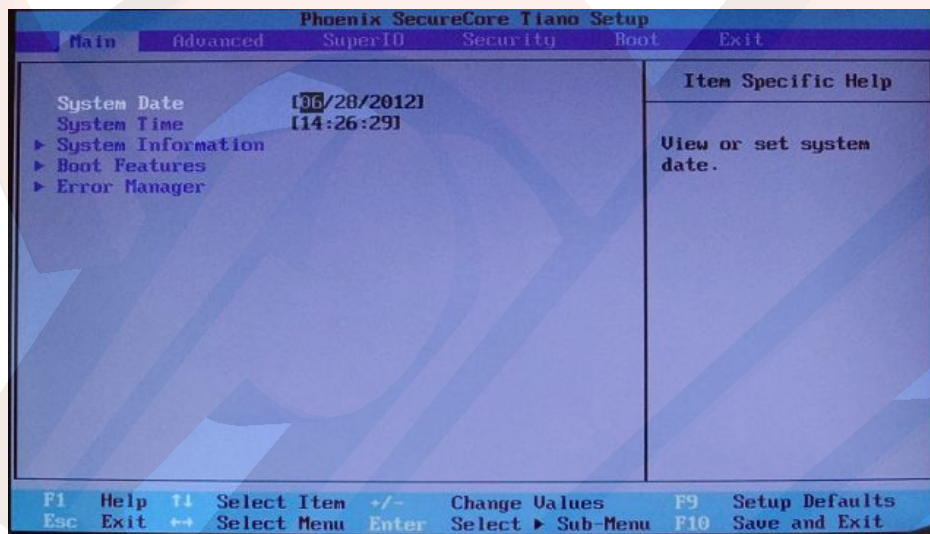 Phoenix SecureCore Tiano Setup
Main Advanced SuperIO Security Boot Exit
Item Specific Help
System Date [06/28/2012]
System Time [14:26:29]
▶ System Information
▶ Boot Features
▶ Error Manager
View or set system
date.
F1 Help ↑↓ Select Item +/- Change Values F9 Setup Defaults
Esc Exit ↔ Select Menu Enter Select ▶ Sub-Menu F10 Save and Exit